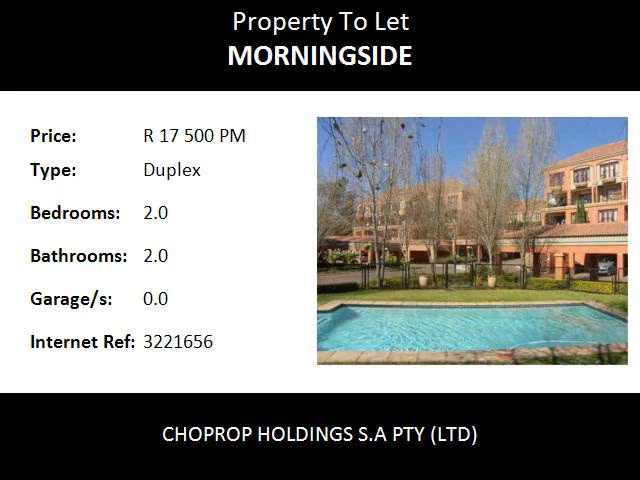 Property To Let
MORNINGSIDE
Price: R 17 500 PM
Type: Duplex
Bedrooms: 2.0
Bathrooms: 2.0
Garage/s: 0.0
Internet Ref: 3221656
CHOPROP HOLDINGS S.A PTY (LTD)